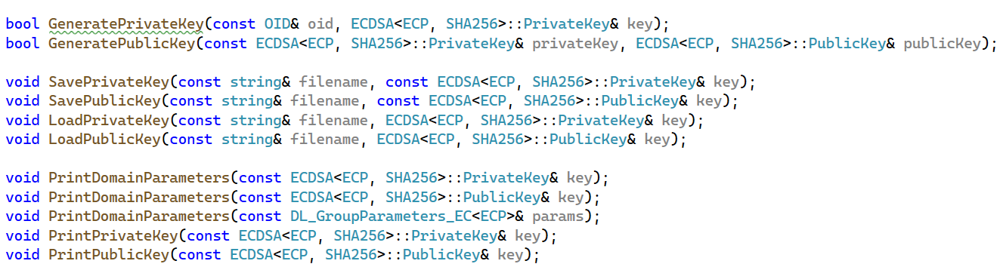 bool GeneratePrivateKey(const OID& oid, ECDSA<ECP, SHA256>::PrivateKey& key);
bool GeneratePublicKey(const ECDSA<ECP, SHA256>::PrivateKey& privateKey, ECDSA<ECP, SHA256>::PublicKey& publicKey);
void SavePrivateKey(const string& filename, const ECDSA<ECP, SHA256>::PrivateKey& key);
void SavePublicKey(const string& filename, const ECDSA<ECP, SHA256>::PublicKey& key);
void LoadPrivateKey(const string& filename, ECDSA<ECP, SHA256>::PrivateKey& key);
void LoadPublicKey(const string& filename, ECDSA<ECP, SHA256>::PublicKey& key);
void PrintDomainParameters(const ECDSA<ECP, SHA256>::PrivateKey& key);
void PrintDomainParameters(const ECDSA<ECP, SHA256>::PublicKey& key);
void PrintDomainParameters(const DL_GroupParameters_EC<ECP>& params);
void PrintPrivateKey(const ECDSA<ECP, SHA256>::PrivateKey& key);
void PrintPublicKey(const ECDSA<ECP, SHA256>::PublicKey& key);